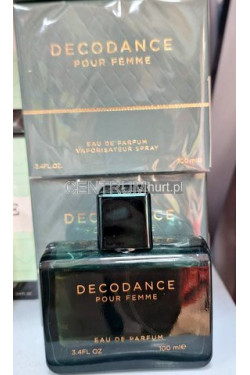 DECODANCE
POUR FEMME
EAU DE PARFUM
VAPORISATEUR SPRAY
3.4FL.OZ.
DECODANCE
POUR FEMME
EAU DE PARFUM
3.4FL OZ
100 ml e